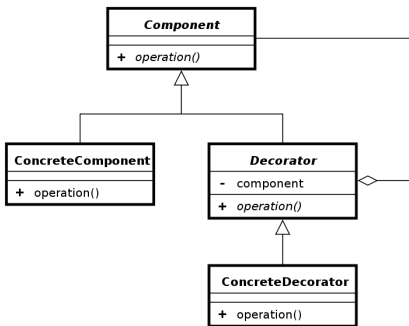 Component
+ operation()
ConcreteComponent
+ operation()
Decorator
- component
+ operation()
ConcreteDecorator
+ operation()